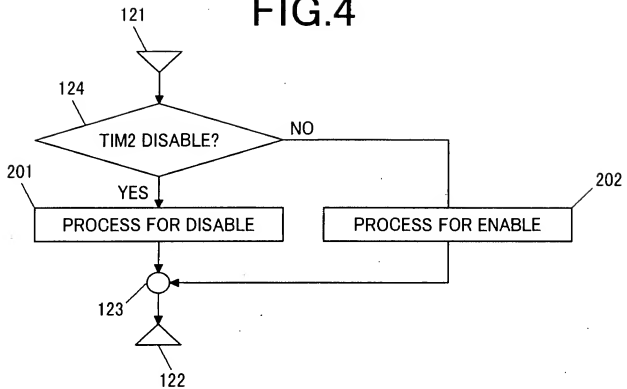 FIG.4
121
124
TIM2 DISABLE?
NO
YES
201
PROCESS FOR DISABLE
202
PROCESS FOR ENABLE
123
122